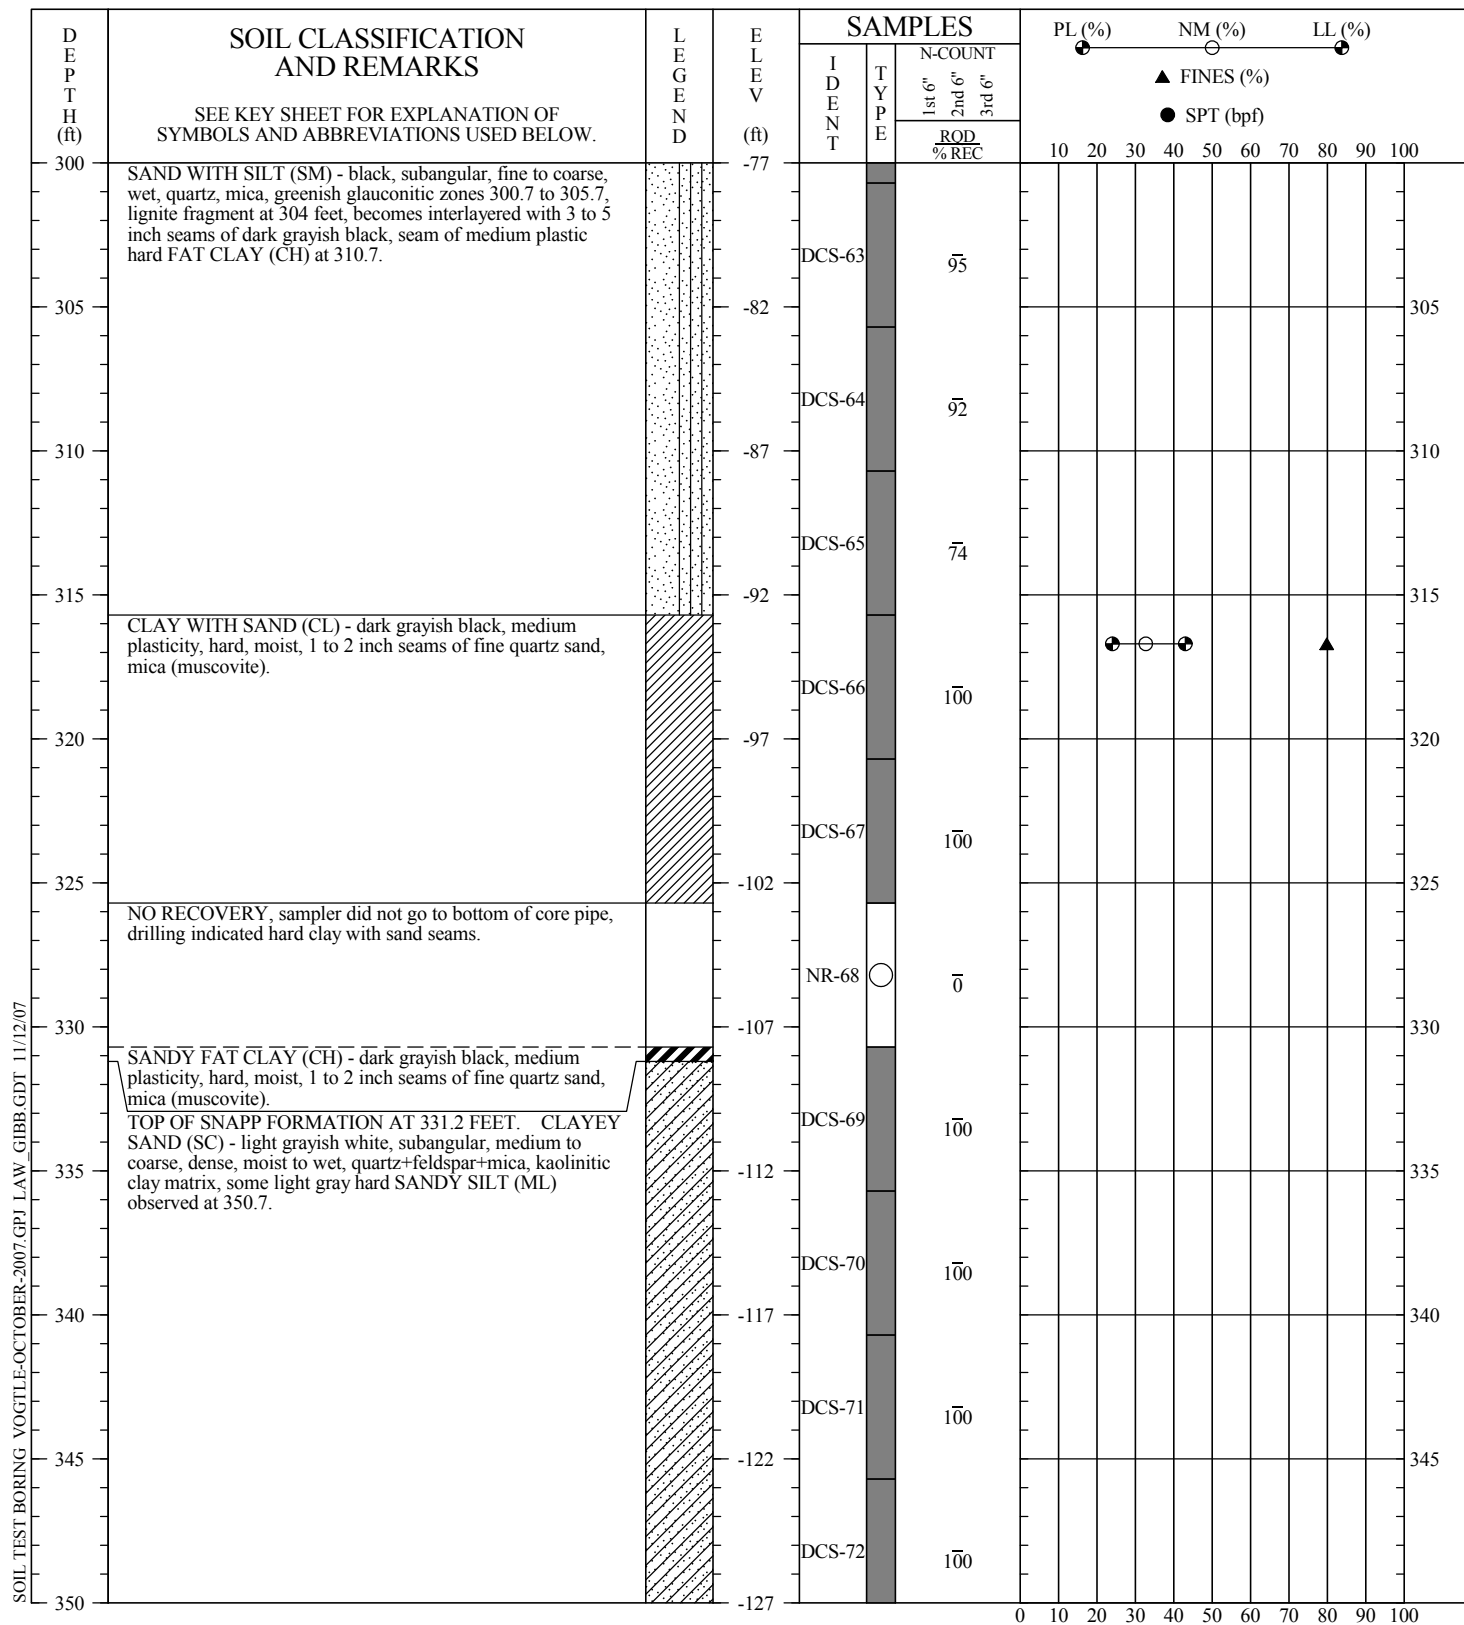 DEPTH
(ft)
SOIL CLASSIFICATION
AND REMARKS
SEE KEY SHEET FOR EXPLANATION OF
SYMBOLS AND ABBREVIATIONS USED BELOW.
LEGEND
ELEV
(ft)
SAMPLES
IDENT
TYPE
N-COUNT
1st 6"
2nd 6"
3rd 6"
RQD
% REC
PL (%) NM (%) LL (%)
▲ FINES (%)
● SPT (bpf)
10 20 30 40 50 60 70 80 90 100
300
-77
SAND WITH SILT (SM) - black, subangular, fine to coarse,
wet, quartz, mica, greenish glauconitic zones 300.7 to 305.7,
lignite fragment at 304 feet, becomes interlayered with 3 to 5
inch seams of dark grayish black, seam of medium plastic
hard FAT CLAY (CH) at 310.7.
DCS-63
95
305
-82
305
DCS-64
92
310
-87
310
DCS-65
74
315
-92
315
CLAY WITH SAND (CL) - dark grayish black, medium
plasticity, hard, moist, 1 to 2 inch seams of fine quartz sand,
mica (muscovite).
DCS-66
100
320
-97
320
DCS-67
100
325
-102
325
NO RECOVERY, sampler did not go to bottom of core pipe,
drilling indicated hard clay with sand seams.
NR-68
0
330
-107
330
SANDY FAT CLAY (CH) - dark grayish black, medium
plasticity, hard, moist, 1 to 2 inch seams of fine quartz sand,
mica (muscovite).
TOP OF SNAPP FORMATION AT 331.2 FEET. CLAYEY
SAND (SC) - light grayish white, subangular, medium to
coarse, dense, moist to wet, quartz+feldspar+mica, kaolinitic
clay matrix, some light gray hard SANDY SILT (ML)
observed at 350.7.
DCS-69
100
335
-112
335
DCS-70
100
340
-117
340
DCS-71
100
345
-122
345
DCS-72
100
350
-127
0 10 20 30 40 50 60 70 80 90 100
SOIL TEST BORING VOGTLE-OCTOBER-2007.GPJ LAW_GIBB.GDT 11/12/07